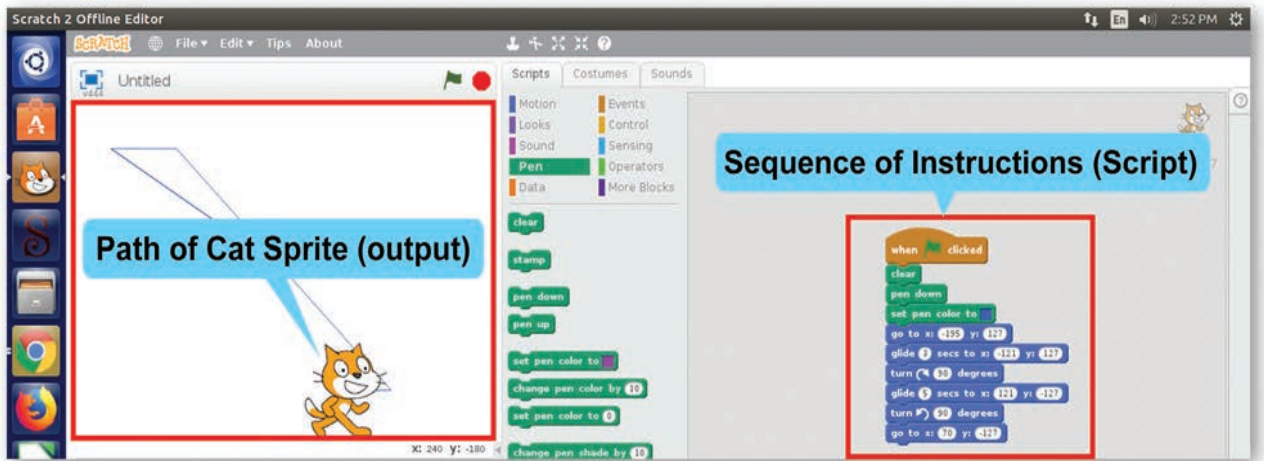 Scratch 2 Offline Editor
En 2:52 PM
SCRATCH File Edit Tips About
v444 Untitled
Scripts Costumes Sounds
Motion Events
Looks Control
Sound Sensing
Pen Operators
Data More Blocks
clear
stamp
pen down
pen up
set pen color to
change pen color by 10
set pen color to 0
change pen shade by 10
Path of Cat Sprite (output)
X: 240 y: -180
Sequence of Instructions (Script)
when clicked
clear
pen down
set pen color to
go to x: -195 y: 127
glide 3 secs to x: -121 y: 127
turn 90 degrees
glide 5 secs to x: 121 y: -127
turn 90 degrees
go to x: 70 y: -127